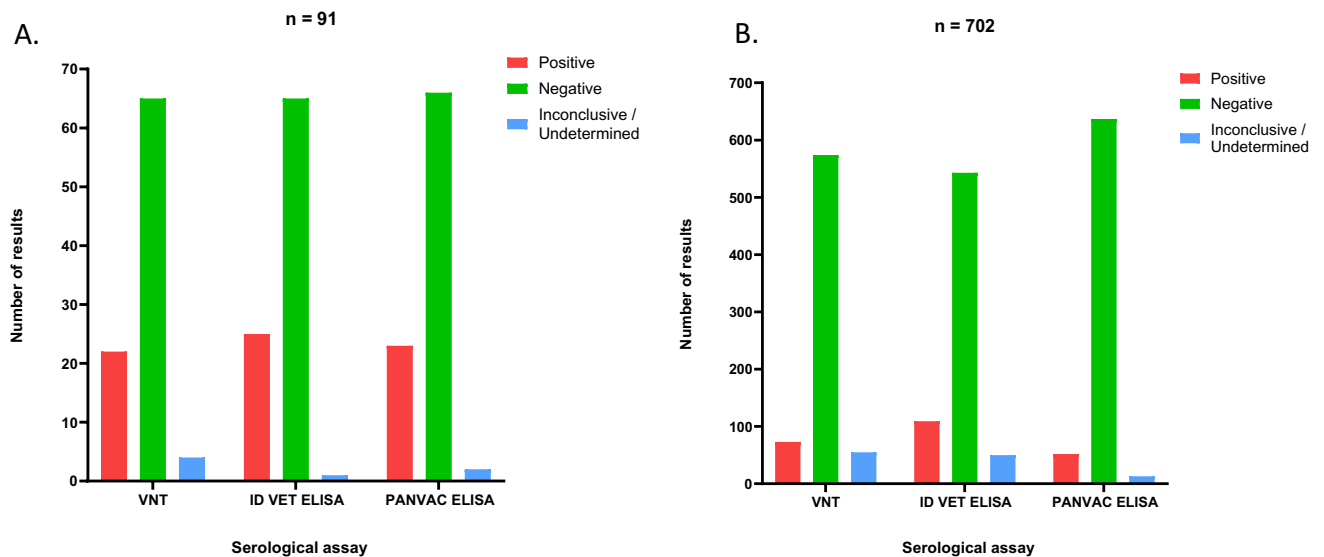 A.
n = 91
Positive
Negative
Inconclusive /
Undetermined
Number of results
70
60
50
40
30
20
10
0
VNT
ID VET ELISA
PANVAC ELISA
Serological assay
B.
n = 702
Positive
Negative
Inconclusive /
Undetermined
Number of results
700
600
500
400
300
200
100
0
VNT
ID VET ELISA
PANVAC ELISA
Serological assay